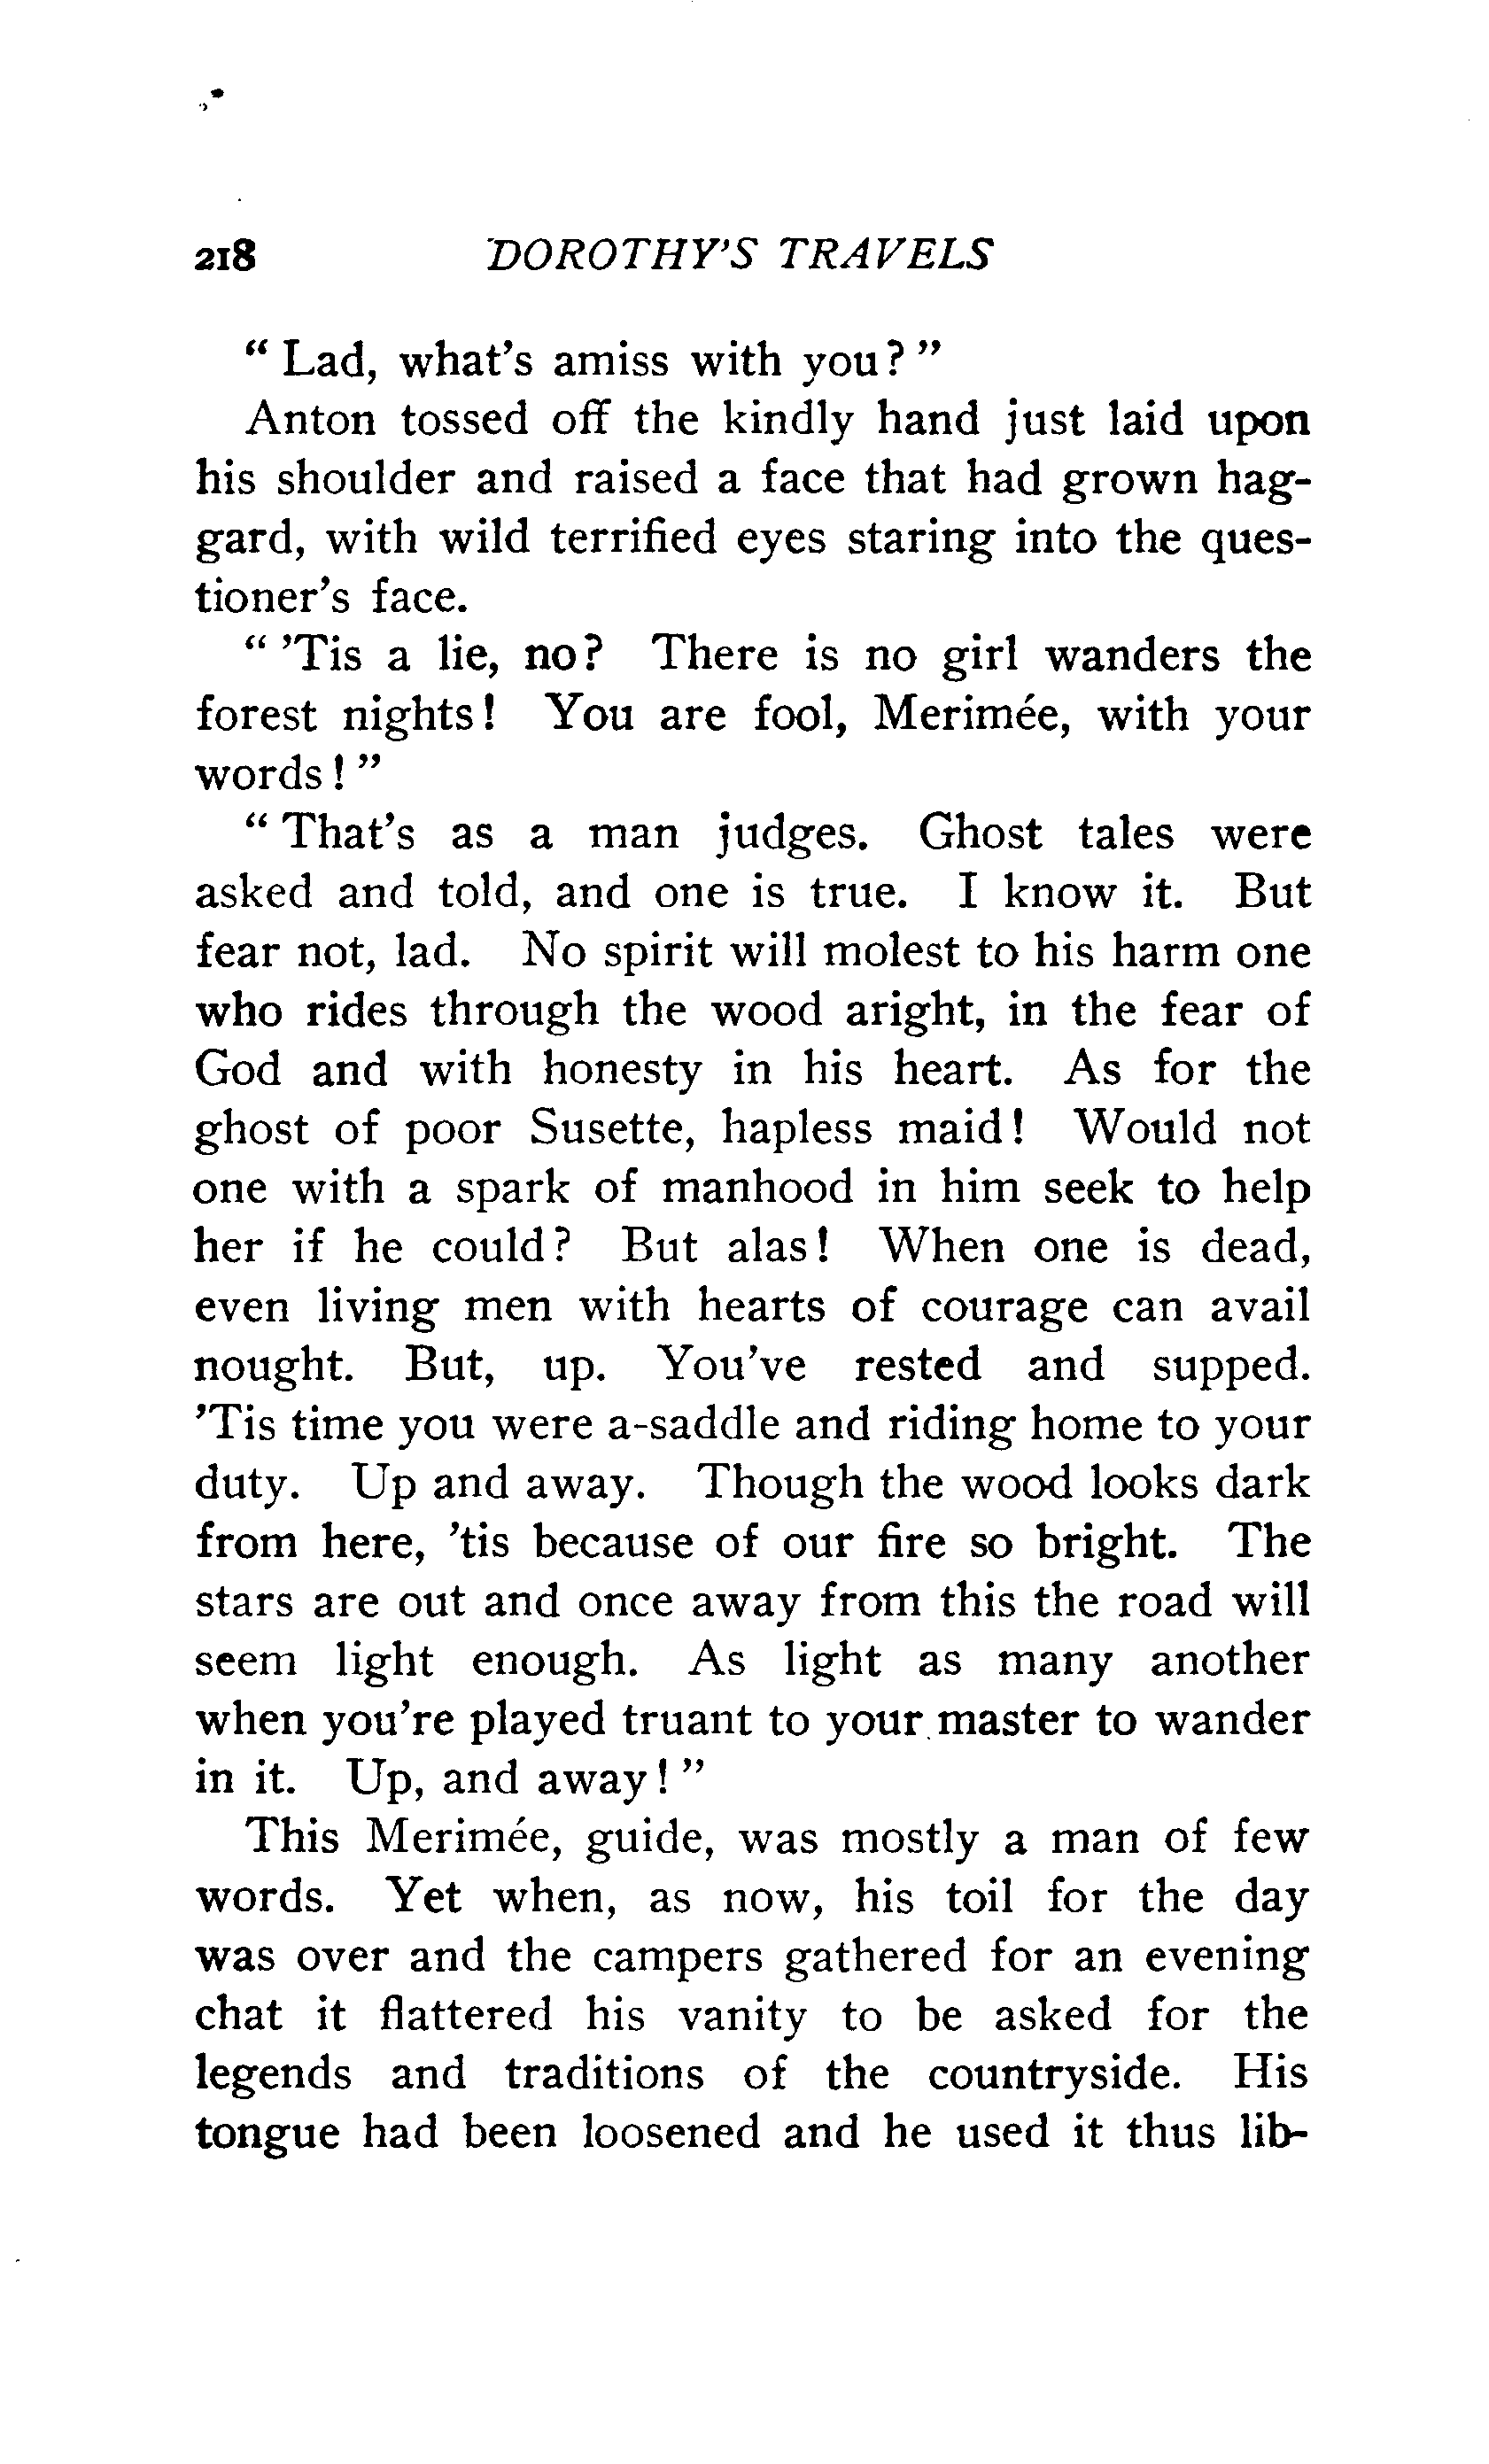 218 DOROTHY'S TRAVELS
" Lad, what's amiss with you? "
Anton tossed off the kindly hand just laid upon
his shoulder and raised a face that had grown hag-
gard, with wild terrified eyes staring into the ques-
tioner's face.
" 'Tis a lie, no? There is no girl wanders the
forest nights! You are fool, Merimée, with your
words! "
" That's as a man judges. Ghost tales were
asked and told, and one is true. I know it. But
fear not, lad. No spirit will molest to his harm one
who rides through the wood aright, in the fear of
God and with honesty in his heart. As for the
ghost of poor Susette, hapless maid! Would not
one with a spark of manhood in him seek to help
her if he could? But alas! When one is dead,
even living men with hearts of courage can avail
nought. But, up. You've rested and supped.
'Tis time you were a-saddle and riding home to your
duty. Up and away. Though the wood looks dark
from here, 'tis because of our fire so bright. The
stars are out and once away from this the road will
seem light enough. As light as many another
when you're played truant to your master to wander
in it. Up, and away! "
This Merimée, guide, was mostly a man of few
words. Yet when, as now, his toil for the day
was over and the campers gathered for an evening
chat it flattered his vanity to be asked for the
legends and traditions of the countryside. His
tongue had been loosened and he used it thus lib-